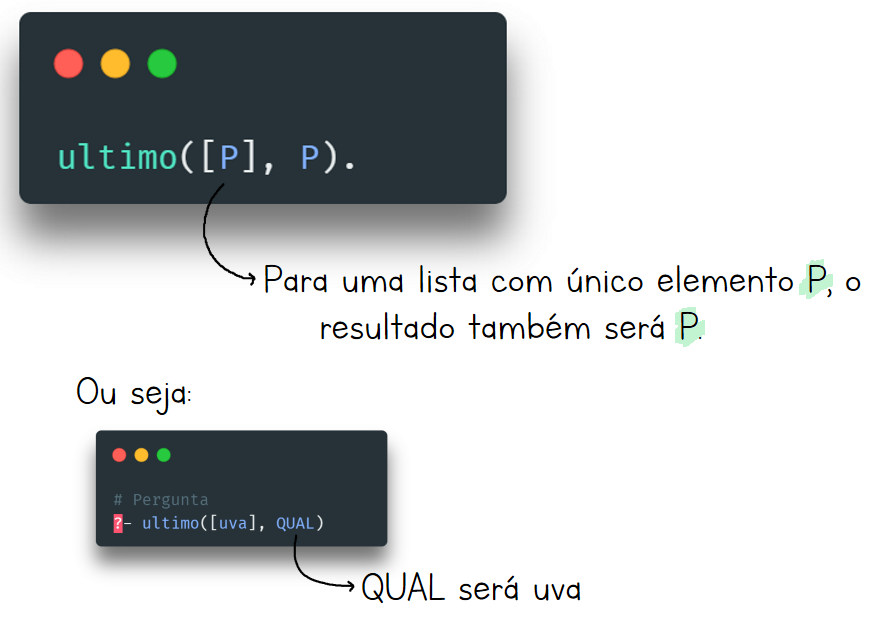 ultimo([P], P).
Para uma lista com único elemento P, o
resultado também será P.
Ou seja:
# Pergunta
?- ultimo([uva], QUAL)
QUAL será uva